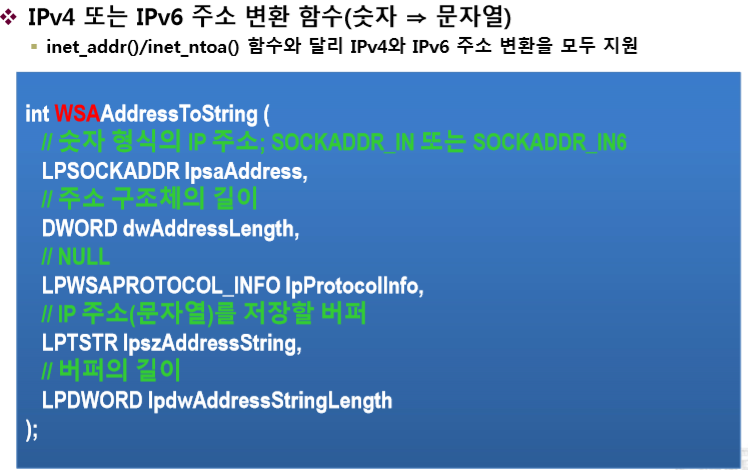 ❖ IPv4 또는 IPv6 주소 변환 함수(숫자 ⇒ 문자열)
▪ inet_addr()/inet_ntoa() 함수와 달리 IPv4와 IPv6 주소 변환을 모두 지원
int WSAAddressToString (
// 숫자 형식의 IP 주소; SOCKADDR_IN 또는 SOCKADDR_IN6
LPSOCKADDR lpsaAddress,
// 주소 구조체의 길이
DWORD dwAddressLength,
// NULL
LPWSAPROTOCOL_INFO lpProtocolInfo,
// IP 주소(문자열)를 저장할 버퍼
LPTSTR lpszAddressString,
// 버퍼의 길이
LPDWORD lpdwAddressStringLength
);